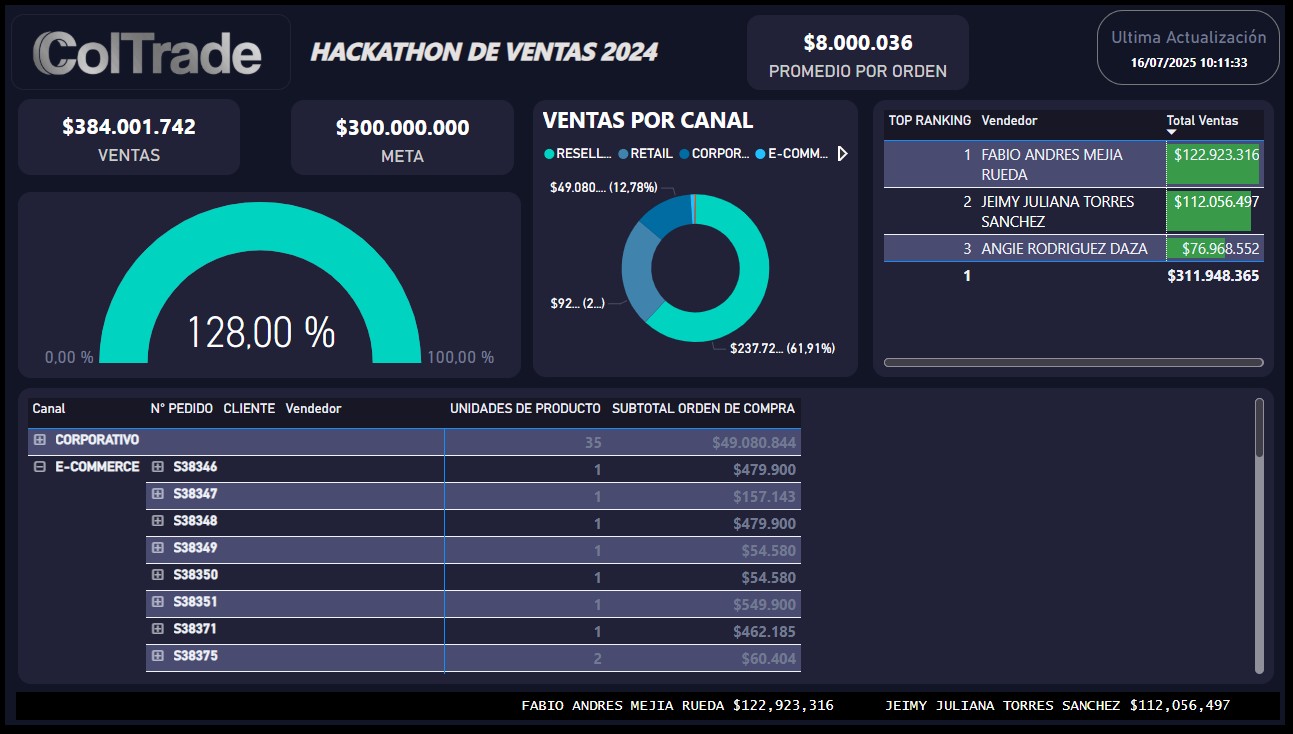 ColTrade
HACKATHON DE VENTAS 2024
$8.000.036
PROMEDIO POR ORDEN
Ultima Actualización
16/07/2025 10:11:33
$384.001.742
VENTAS
$300.000.000
META
128,00 %
0,00 %
100,00 %
VENTAS POR CANAL
RESELL... RETAIL CORPOR... E-COMM...
$49.080.... (12,78%)
$92... (2...)
$237.72... (61,91%)
TOP RANKING Vendedor Total Ventas
1 FABIO ANDRES MEJIA $122.923.316
RUEDA
2 JEIMY JULIANA TORRES $112.056.497
SANCHEZ
3 ANGIE RODRIGUEZ DAZA $76.968.552
1 $311.948.365
Canal N° PEDIDO CLIENTE Vendedor UNIDADES DE PRODUCTO SUBTOTAL ORDEN DE COMPRA
CORPORATIVO 35 $49.080.844
E-COMMERCE S38346 1 $479.900
S38347 1 $157.143
S38348 1 $479.900
S38349 1 $54.580
S38350 1 $54.580
S38351 1 $549.900
S38371 1 $462.185
S38375 2 $60.404
FABIO ANDRES MEJIA RUEDA $122,923,316 JEIMY JULIANA TORRES SANCHEZ $112,056,497